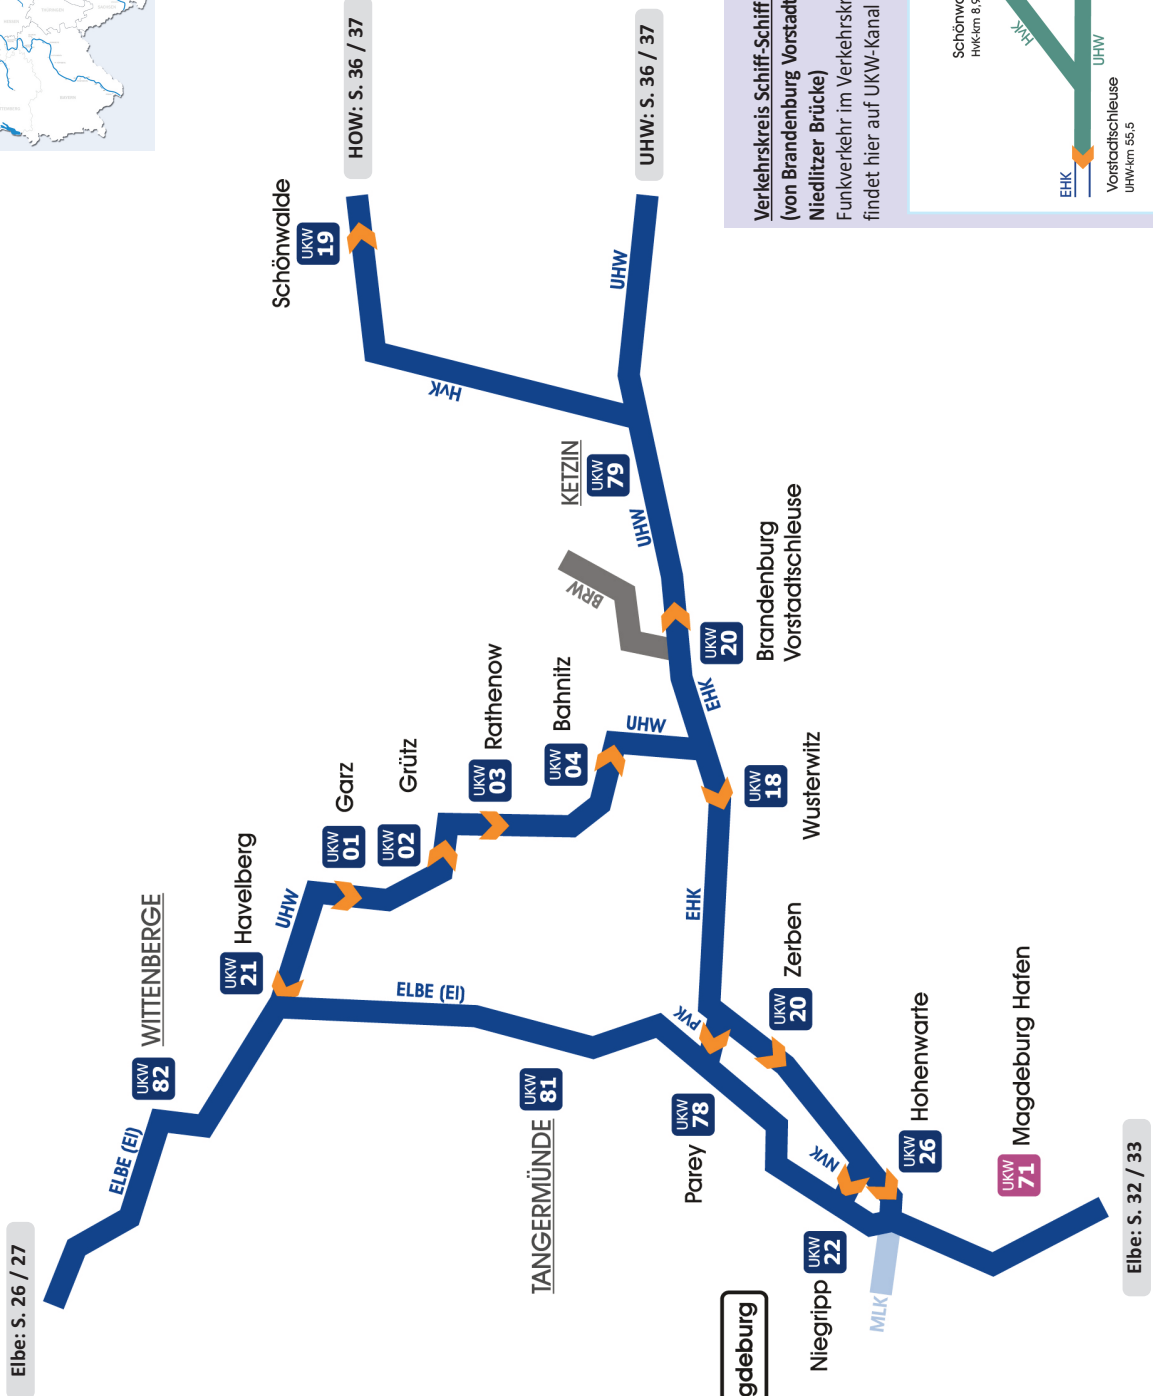 Elbe: S. 26 / 27
ELBE (El)
UKW
82
WITTENBERGE
UKW
21
Havelberg
UHW
UKW
01
Garz
UKW
02
Grütz
UKW
03
Rathenow
UKW
04
Bahnitz
UHW
ELBE (El)
TANGERMÜNDE
UKW
81
Schönwalde
UKW
19
HOW: S. 36 / 37
HvK
UHW
UHW: S. 36 / 37
KETZIN
UKW
79
UHW
BRW
UKW
20
Brandenburg
Vorstadtschleuse
EHK
UKW
18
Wusterwitz
EHK
PVK
UKW
20
Zerben
Parey
UKW
78
NVK
UKW
26
Hohenwarte
Niegripp
UKW
22
MLK
UKW
71
Magdeburg Hafen
Elbe: S. 32 / 33
gdeburg
Verkehrskreis Schiff-Schiff
(von Brandenburg Vorstadt
Niedlitzer Brücke)
Funkverkehr im Verkehrskr
findet hier auf UKW-Kanal
Schönwa
HvK-km 8,9
HvK
UHW
EHK
Vorstadtschleuse
UHW-km 55,5